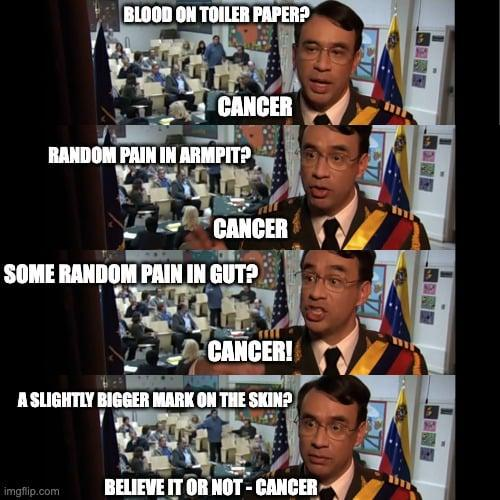 BLOOD ON TOILER PAPER?
CANCER
RANDOM PAIN IN ARMPIT?
CANCER
SOME RANDOM PAIN IN GUT?
CANCER!
A SLIGHTLY BIGGER MARK ON THE SKIN?
BELIEVE IT OR NOT - CANCER
imgflip.com